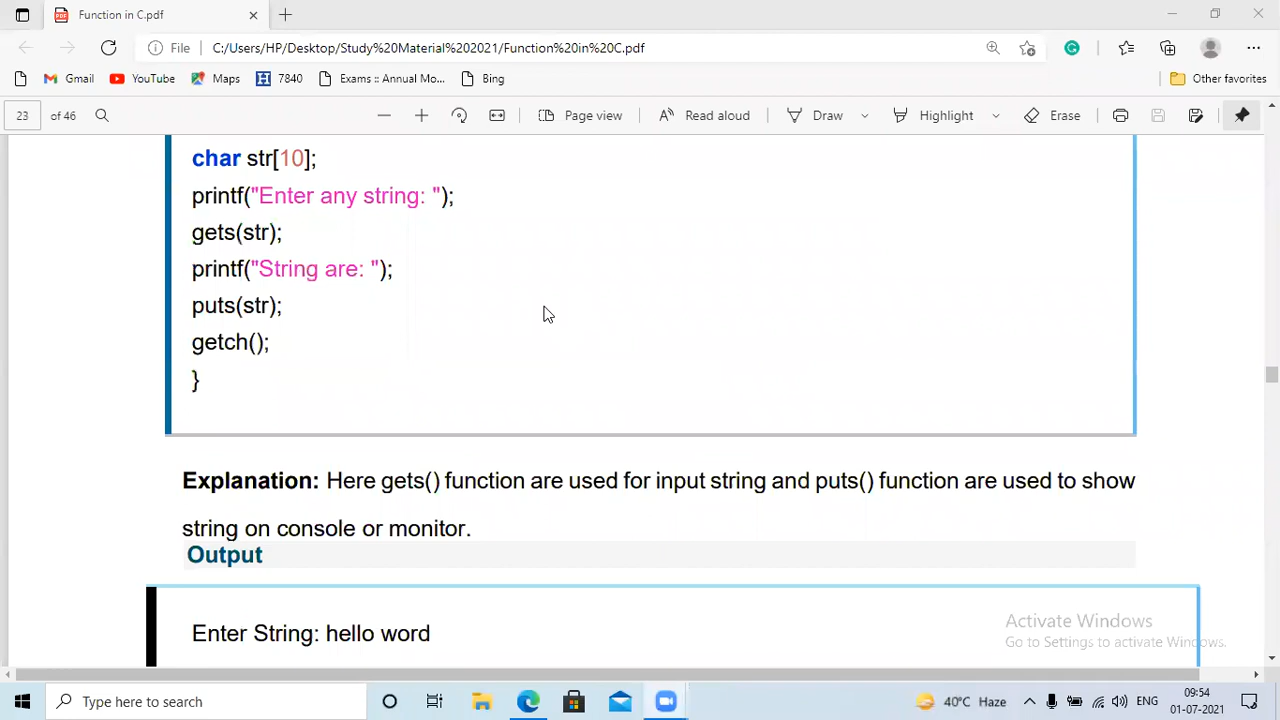 Function in C.pdf
File C:/Users/HP/Desktop/Study%20Material%202021/Function%20in%20C.pdf
Gmail YouTube Maps 7840 Exams :: Annual Mo... Bing Other favorites
23 of 46 Page view Read aloud Draw Highlight Erase
char str[10];
printf("Enter any string: ");
gets(str);
printf("String are: ");
puts(str);
getch();
}
Explanation: Here gets() function are used for input string and puts() function are used to show
string on console or monitor.
Output
Enter String: hello word
Activate Windows
Go to Settings to activate Windows.
Type here to search 40°C Haze ENG 09:54
01-07-2021